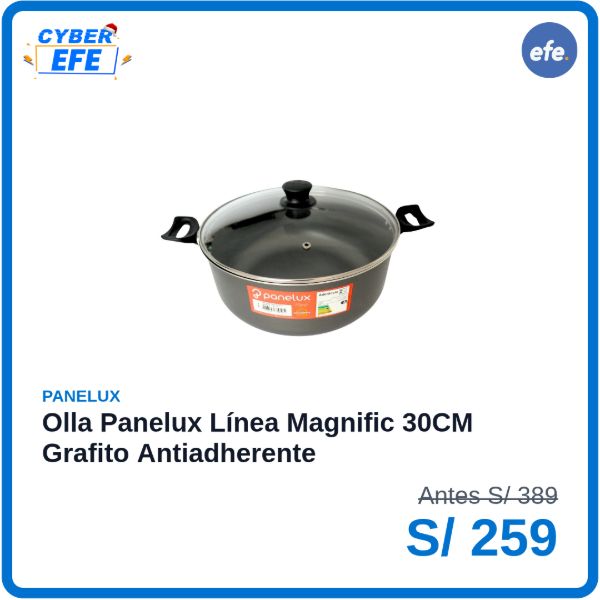 CYBER
EFE
efe.
panelux
PANELUX
Olla Panelux Línea Magnific 30CM
Grafito Antiadherente
Antes S/ 389
S/ 259